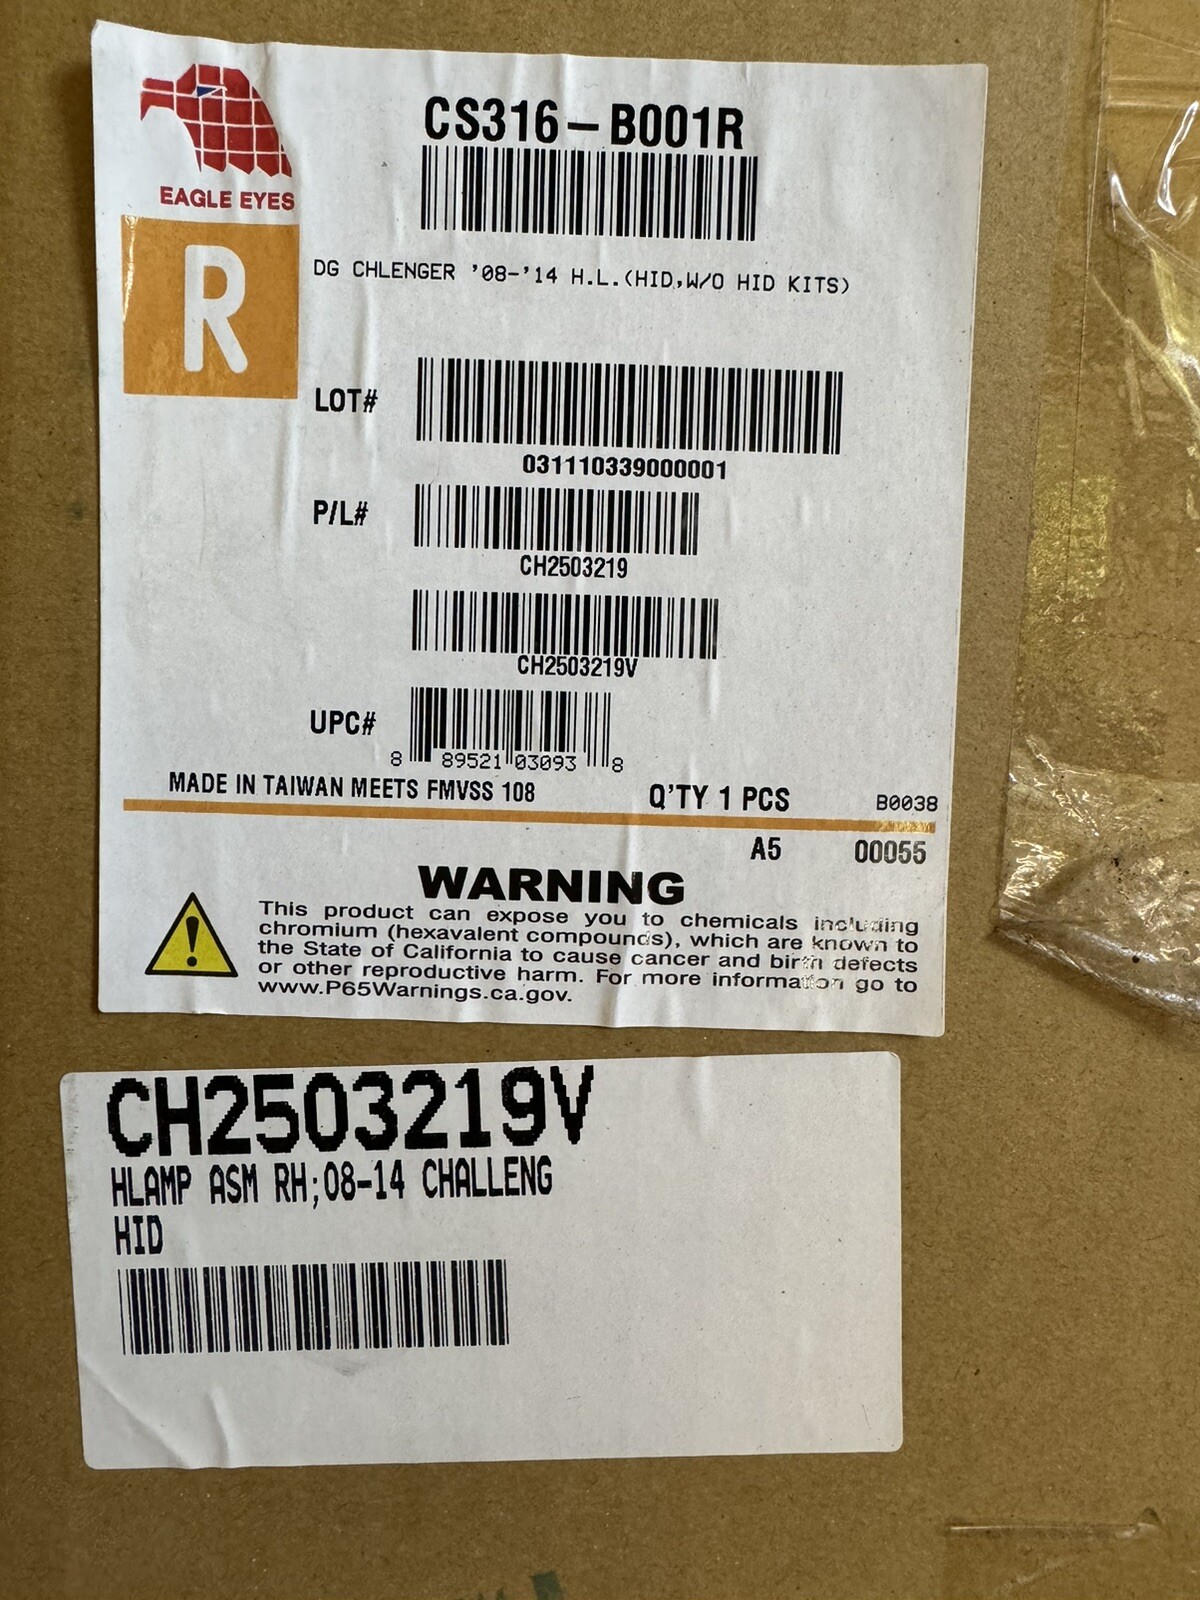 EAGLE EYES
CS316-B001R
R
DG CHLENGER '08-'14 H.L.(HID,W/O HID KITS)
LOT#
031110339000001
P/L#
CH2503219
CH2503219V
UPC#
8 89521 03093 8
MADE IN TAIWAN MEETS FMVSS 108
Q'TY 1 PCS
B0038
A5 00055
WARNING
This product can expose you to chemicals including
chromium (hexavalent compounds), which are known to
the State of California to cause cancer and birth defects
or other reproductive harm. For more information go to
www.P65Warnings.ca.gov.
CH2503219V
HLAMP ASM RH;08-14 CHALLENG
HID